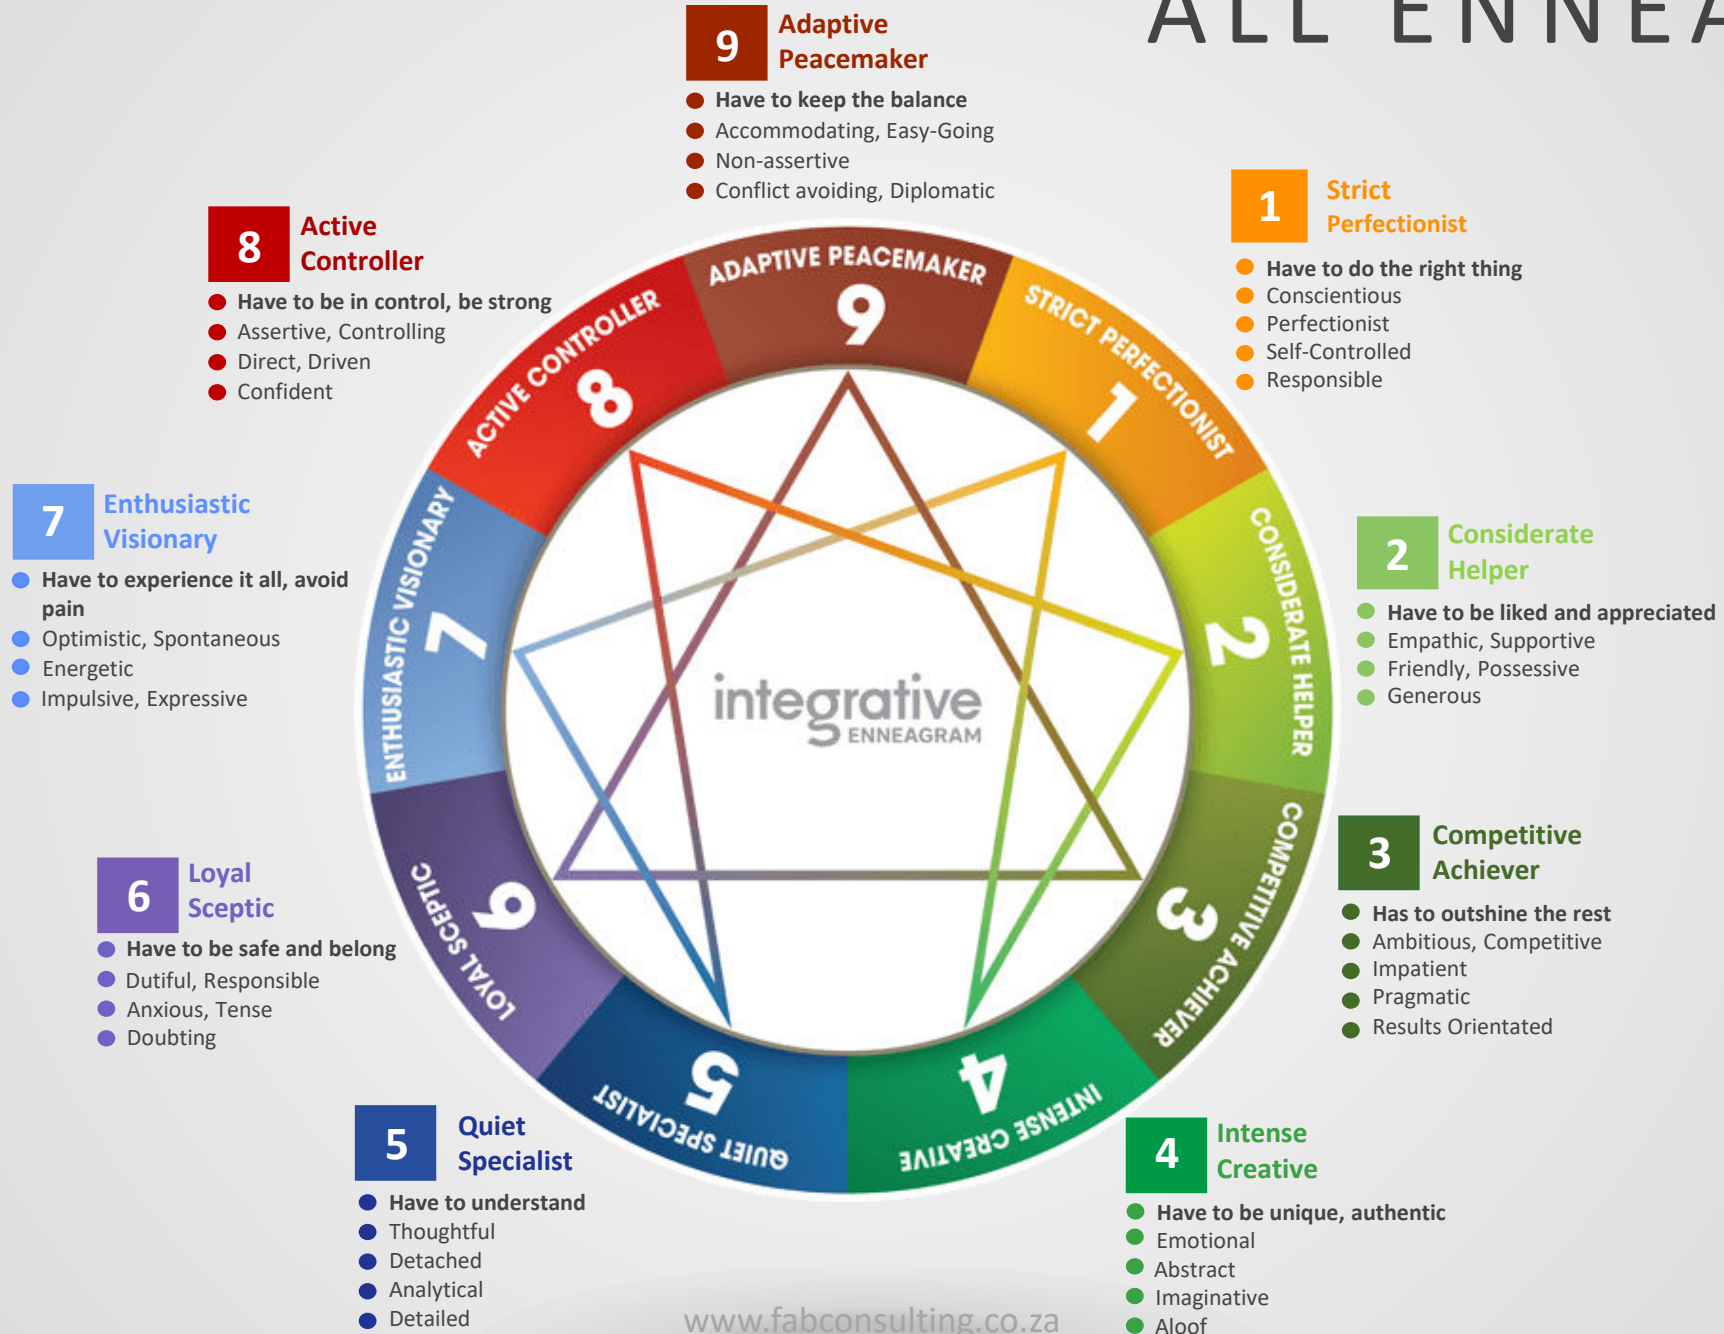 ALL ENNEA
9
Adaptive
Peacemaker
Have to keep the balance
Accommodating, Easy-Going
Non-assertive
Conflict avoiding, Diplomatic
1
Strict
Perfectionist
Have to do the right thing
Conscientious
Perfectionist
Self-Controlled
Responsible
8
Active
Controller
Have to be in control, be strong
Assertive, Controlling
Direct, Driven
Confident
7
Enthusiastic
Visionary
Have to experience it all, avoid
pain
Optimistic, Spontaneous
Energetic
Impulsive, Expressive
2
Considerate
Helper
Have to be liked and appreciated
Empathic, Supportive
Friendly, Possessive
Generous
6
Loyal
Sceptic
Have to be safe and belong
Dutiful, Responsible
Anxious, Tense
Doubting
3
Competitive
Achiever
Has to outshine the rest
Ambitious, Competitive
Impatient
Pragmatic
Results Orientated
5
Quiet
Specialist
Have to understand
Thoughtful
Detached
Analytical
Detailed
4
Intense
Creative
Have to be unique, authentic
Emotional
Abstract
Imaginative
Aloof
ADAPTIVE PEACEMAKER
9
STRICT PERFECTIONIST
1
CONSIDERATE HELPER
2
COMPETITIVE ACHIEVER
3
INTENSE CREATIVE
4
QUIET SPECIALIST
5
LOYAL SCEPTIC
6
ENTHUSIASTIC VISIONARY
7
ACTIVE CONTROLLER
8
integrative
ENNEAGRAM
www.fabconsulting.co.za